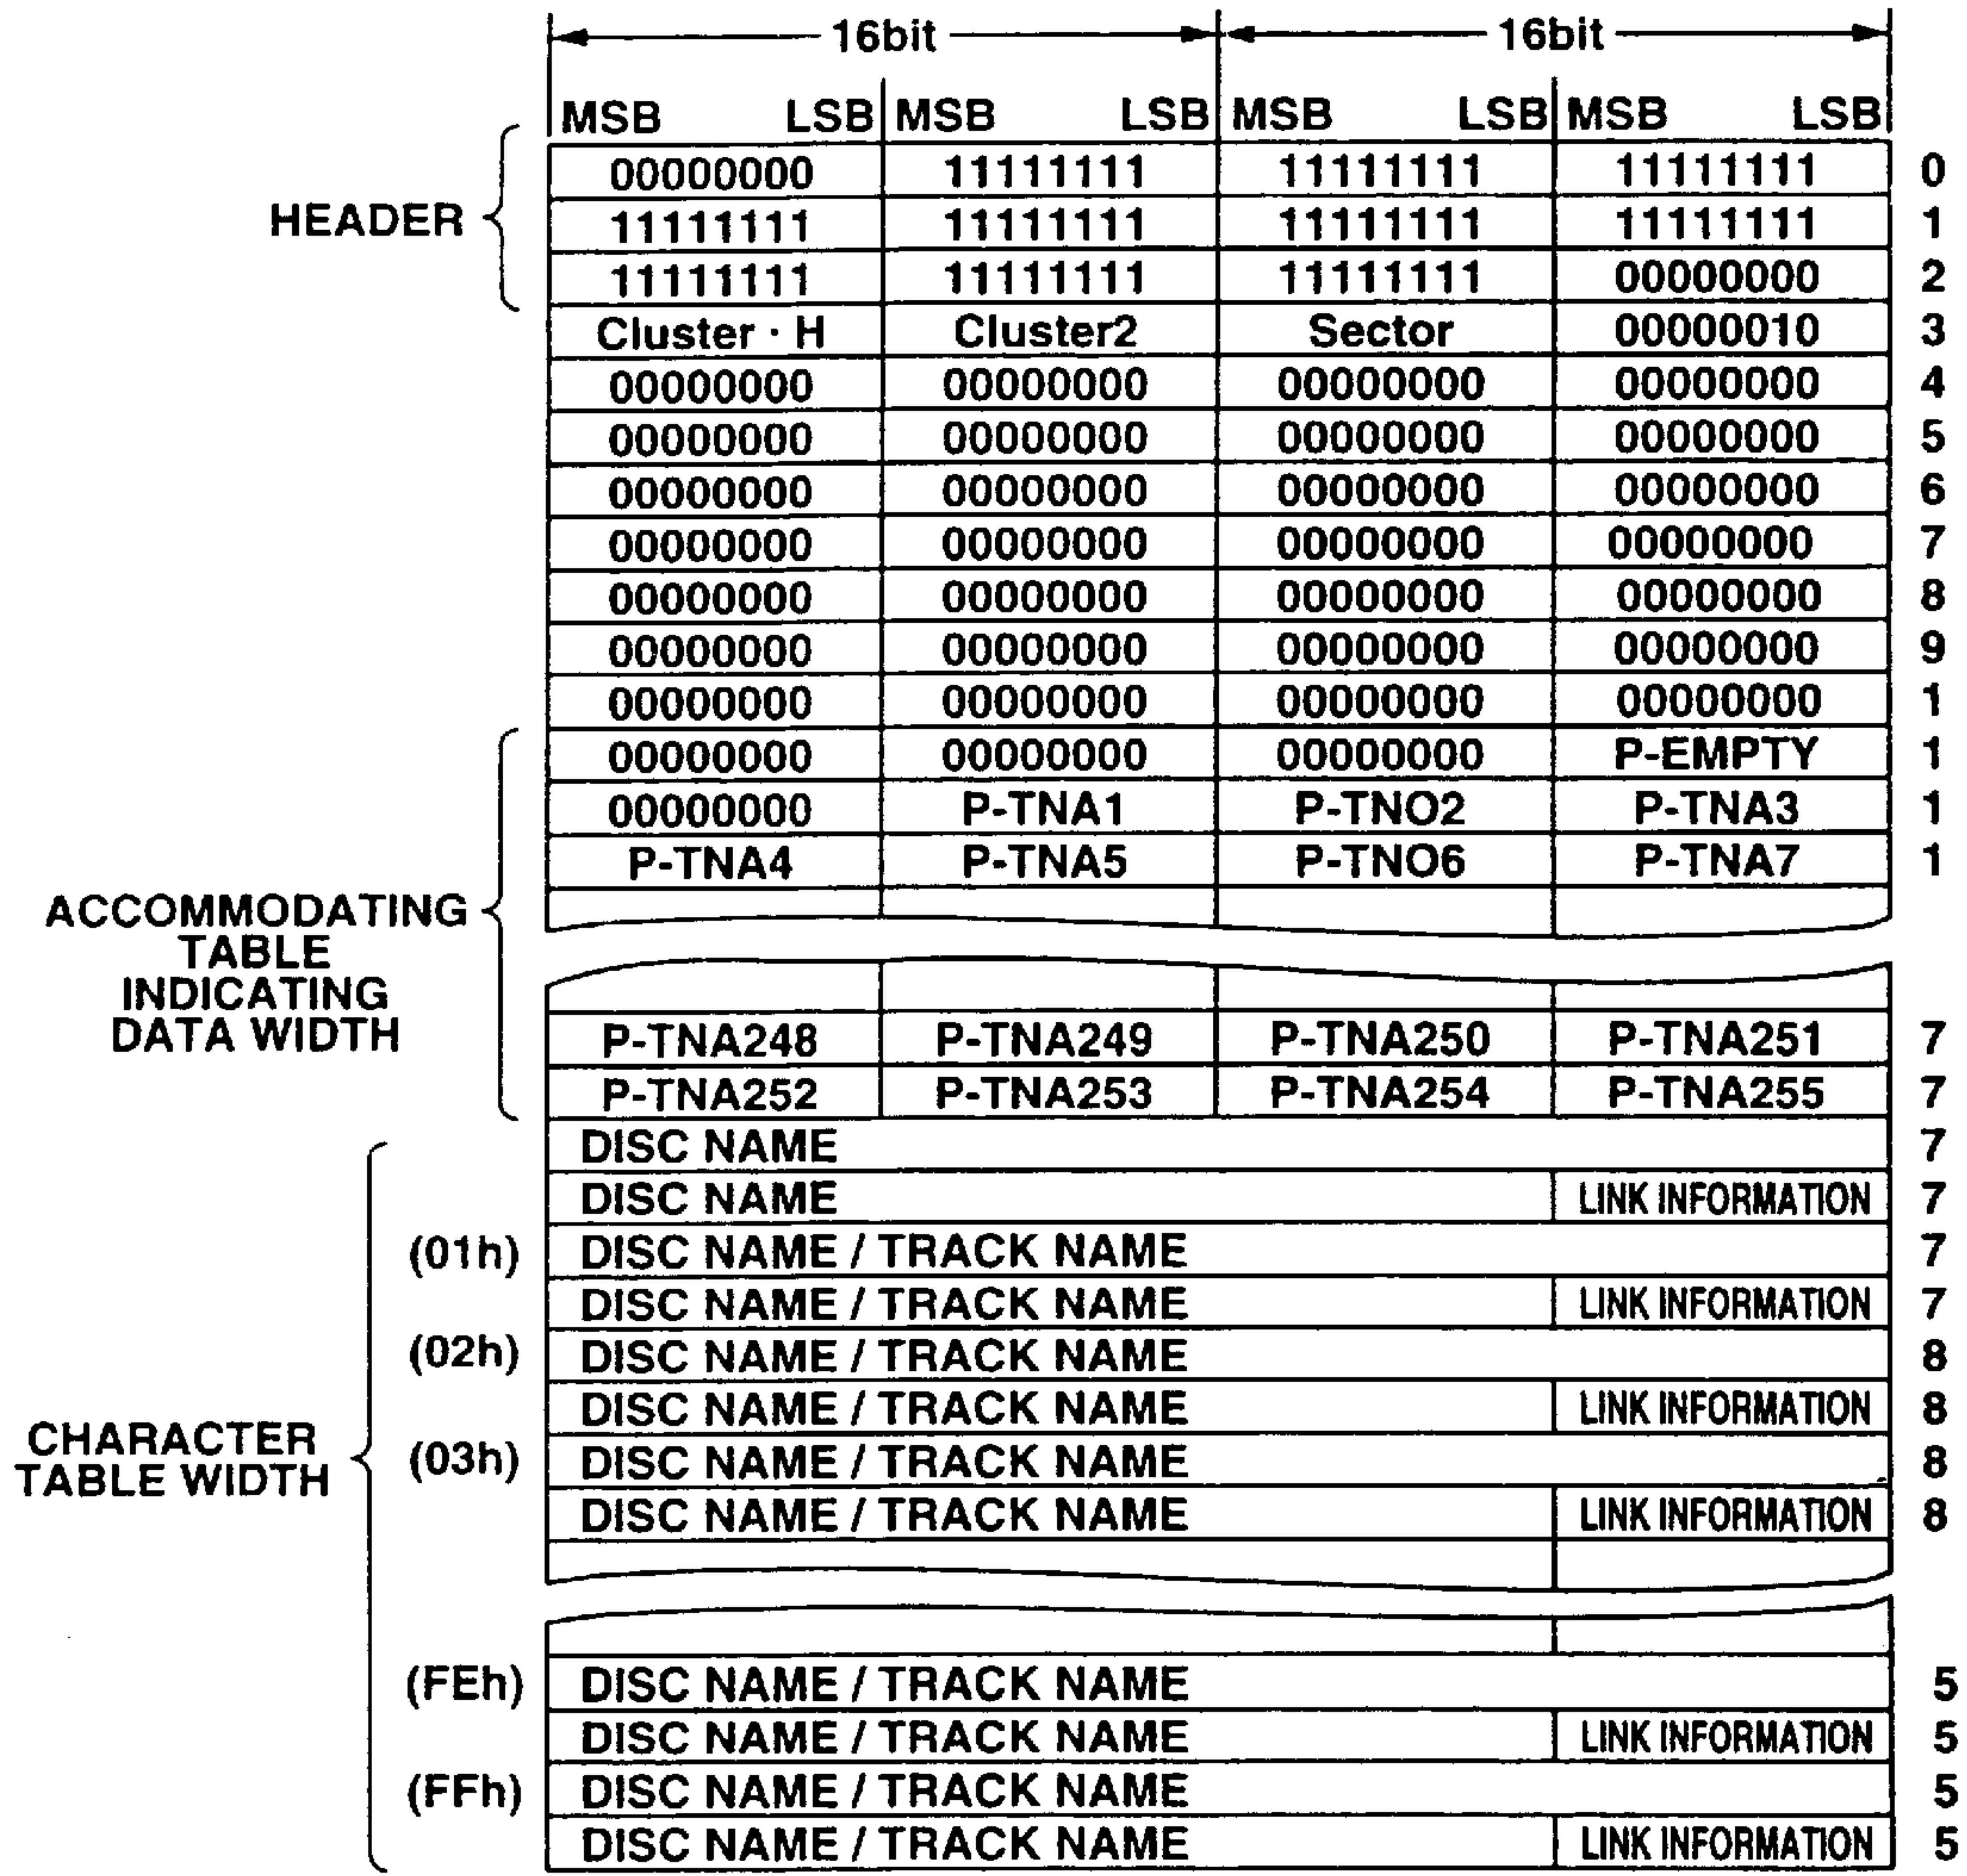 16bit 16bit
MSB LSB MSB LSB MSB LSB MSB LSB
00000000 11111111 11111111 11111111 0
HEADER 11111111 11111111 11111111 11111111 1
11111111 11111111 11111111 00000000 2
Cluster · H Cluster2 Sector 00000010 3
00000000 00000000 00000000 00000000 4
00000000 00000000 00000000 00000000 5
00000000 00000000 00000000 00000000 6
00000000 00000000 00000000 00000000 7
00000000 00000000 00000000 00000000 8
00000000 00000000 00000000 00000000 9
00000000 00000000 00000000 00000000 1
00000000 00000000 00000000 P-EMPTY 1
00000000 P-TNA1 P-TNO2 P-TNA3 1
P-TNA4 P-TNA5 P-TNO6 P-TNA7 1
ACCOMMODATING
TABLE
INDICATING
DATA WIDTH
P-TNA248 P-TNA249 P-TNA250 P-TNA251 7
P-TNA252 P-TNA253 P-TNA254 P-TNA255 7
DISC NAME 7
DISC NAME LINK INFORMATION 7
(01h) DISC NAME / TRACK NAME 7
DISC NAME / TRACK NAME LINK INFORMATION 7
(02h) DISC NAME / TRACK NAME 8
DISC NAME / TRACK NAME LINK INFORMATION 8
CHARACTER
TABLE WIDTH
(03h) DISC NAME / TRACK NAME 8
DISC NAME / TRACK NAME LINK INFORMATION 8
(FEh) DISC NAME / TRACK NAME 5
DISC NAME / TRACK NAME LINK INFORMATION 5
(FFh) DISC NAME / TRACK NAME 5
DISC NAME / TRACK NAME LINK INFORMATION 5